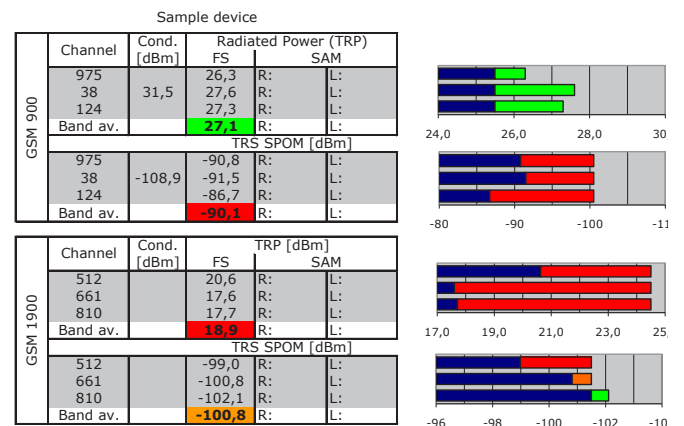 Sample device
GSM 900
Channel Cond. [dBm] Radiated Power (TRP)
FS SAM
975 26,3 R: L:
38 31,5 27,6 R: L:
124 27,3 R: L:
Band av. 27,1 R: L:
TRS SPOM [dBm]
975 -90,8 R: L:
38 -108,9 -91,5 R: L:
124 -86,7 R: L:
Band av. -90,1 R: L:
24,0 26,0 28,0 30,
-80 -90 -100 -11
GSM 1900
Channel Cond. [dBm] TRP [dBm]
FS SAM
512 20,6 R: L:
661 17,6 R: L:
810 17,7 R: L:
Band av. 18,9 R: L:
TRS SPOM [dBm]
512 -99,0 R: L:
661 -100,8 R: L:
810 -102,1 R: L:
Band av. -100,8 R: L:
17,0 19,0 21,0 23,0 25,
-96 -98 -100 -102 -10